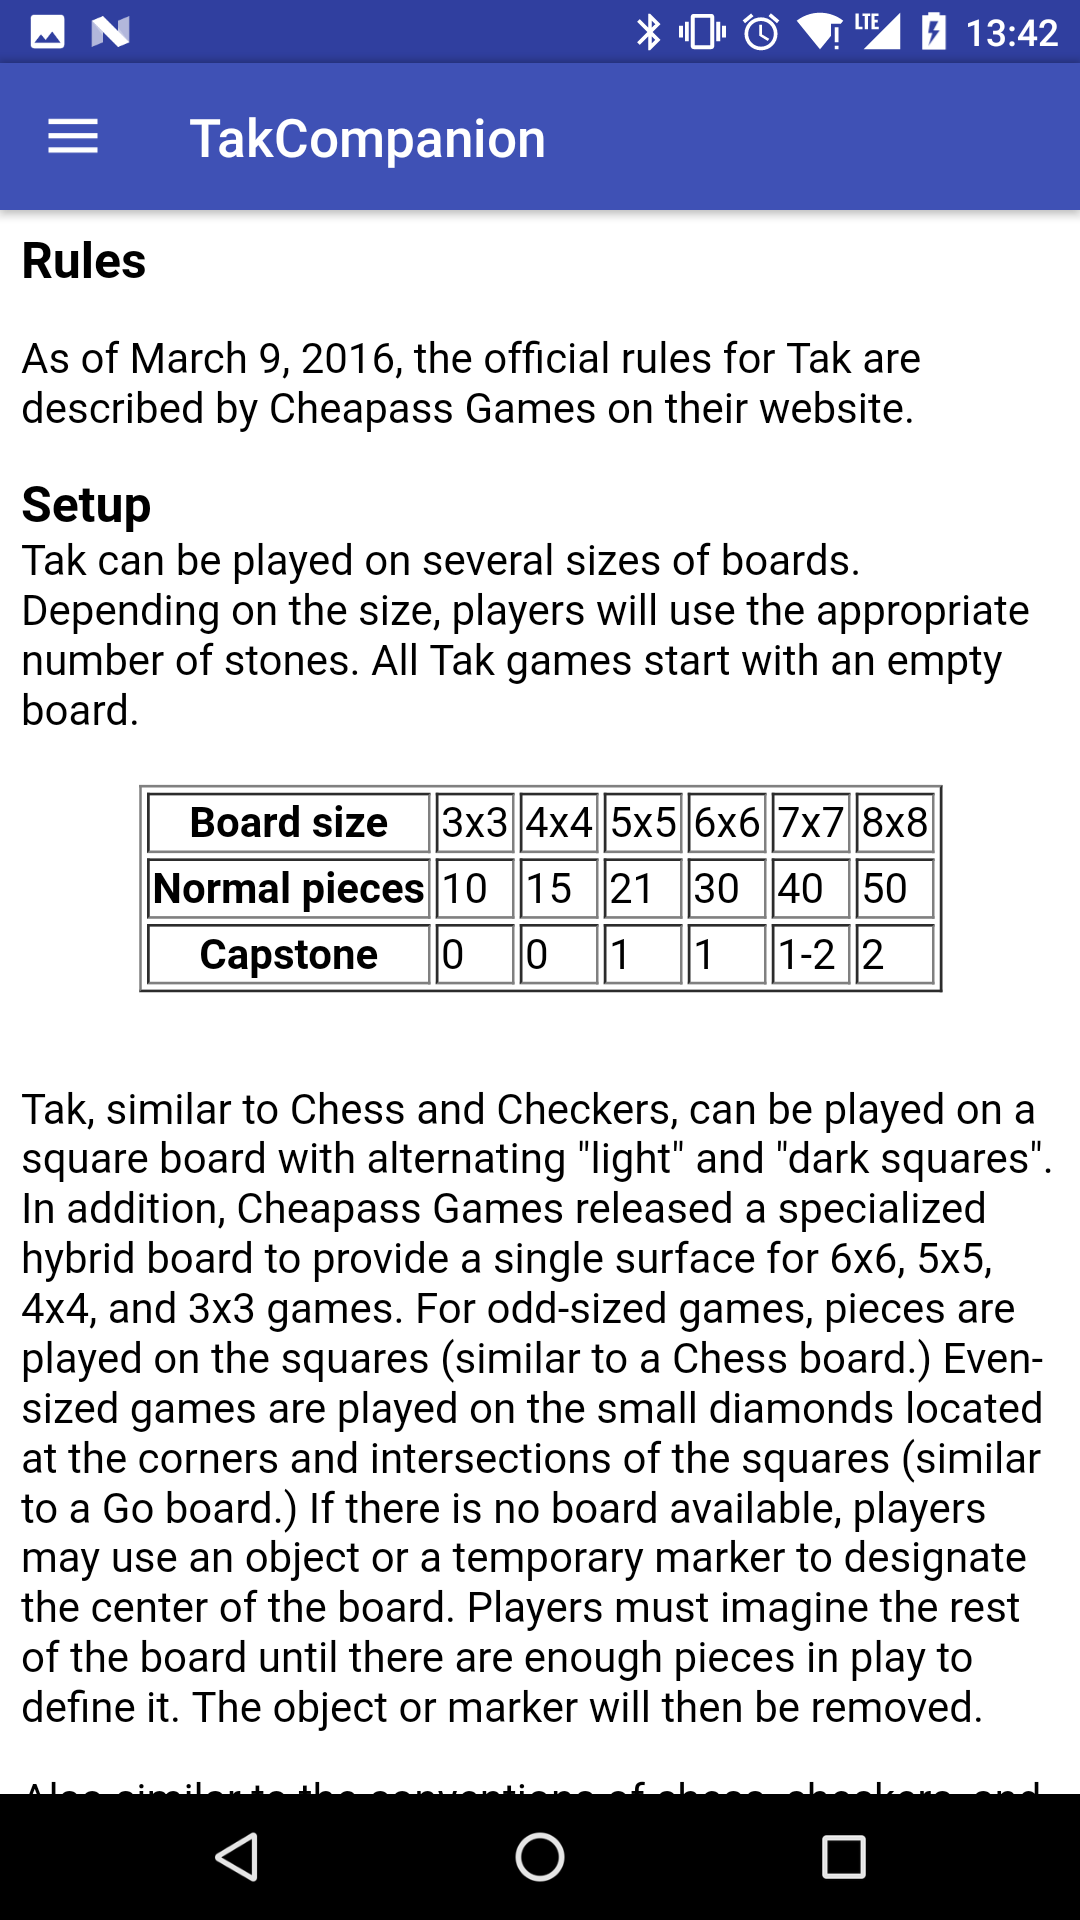 LTE 13:42
TakCompanion
Rules
As of March 9, 2016, the official rules for Tak are
described by Cheapass Games on their website.
Setup
Tak can be played on several sizes of boards.
Depending on the size, players will use the appropriate
number of stones. All Tak games start with an empty
board.
Board size 3x3 4x4 5x5 6x6 7x7 8x8
Normal pieces 10 15 21 30 40 50
Capstone 0 0 1 1 1-2 2
Tak, similar to Chess and Checkers, can be played on a
square board with alternating "light" and "dark squares".
In addition, Cheapass Games released a specialized
hybrid board to provide a single surface for 6x6, 5x5,
4x4, and 3x3 games. For odd-sized games, pieces are
played on the squares (similar to a Chess board.) Even-
sized games are played on the small diamonds located
at the corners and intersections of the squares (similar
to a Go board.) If there is no board available, players
may use an object or a temporary marker to designate
the center of the board. Players must imagine the rest
of the board until there are enough pieces in play to
define it. The object or marker will then be removed.
Also similar to the conventions of chess, checkers, and